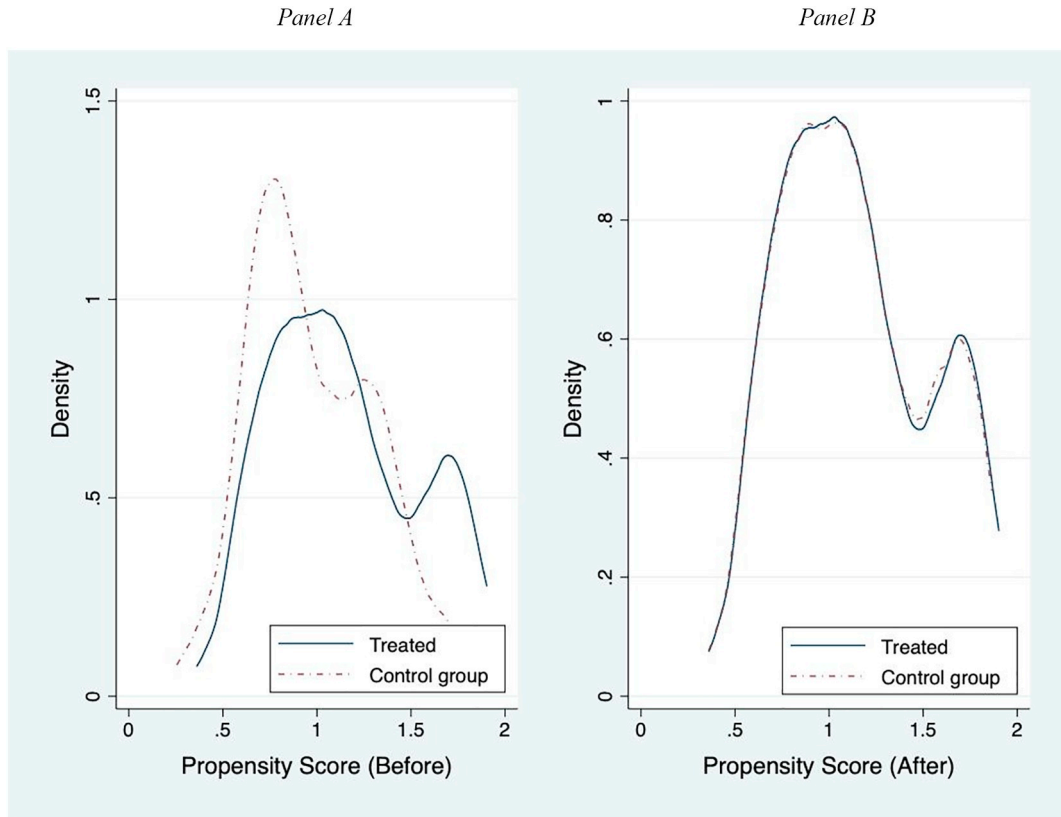 Panel A
Panel B
1.5
1
.5
0
Density
0
.5
1
1.5
2
Propensity Score (Before)
Treated
Control group
1
.8
.6
.4
.2
0
Density
0
.5
1
1.5
2
Propensity Score (After)
Treated
Control group